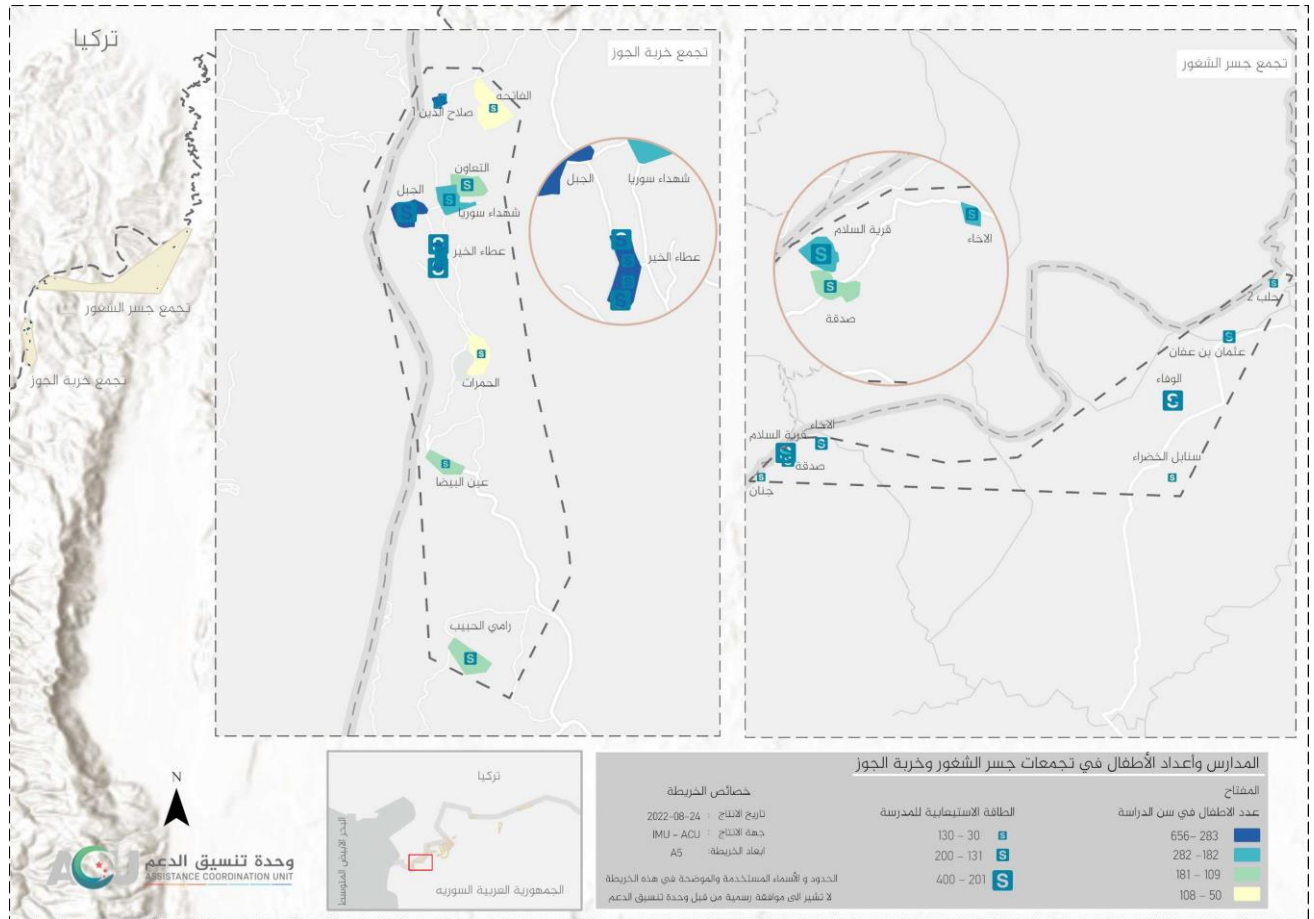 تركيا
تجمع جسر الشغور
تجمع خربة الجوز
تجمع خربة الجوز
الفاتحه
صلاح الدين 1
التعاون
الجبل
شهداء سوريا
عطاء الخير
الحمرات
عين البيضا
رامي الحبيب
الجبل
شهداء سوريا
عطاء الخير
تجمع جسر الشغور
قرية السلام
الاخاء
صدقة
حلب 2
عثمان بن عفان
الوفاء
سنابل الخضراء
الاخاء
قرية السلام
صدقة
جنان
N
ACU
وحدة تنسيق الدعم
ASSISTANCE COORDINATION UNIT
تركيا
البحر الابيض المتوسط
الجمهورية العربية السورية
المدارس وأعداد الأطفال في تجمعات جسر الشغور وخربة الجوز
المفتاح
عدد الاطفال في سن الدراسة
656– 283
282 –182
181 – 109
108 – 50
الطاقة الاستيعابية للمدرسة
130 – 30
200 – 131
400 – 201
خصائص الخريطة
تاريخ الانتاج : 2022-08-24
جهة الانتاج : IMU – ACU
ابعاد الخريطة: A5
الحدود و الأسماء المستخدمة والموضحة في هذه الخريطة
لا تشير الى موافقة رسمية من قبل وحدة تنسيق الدعم